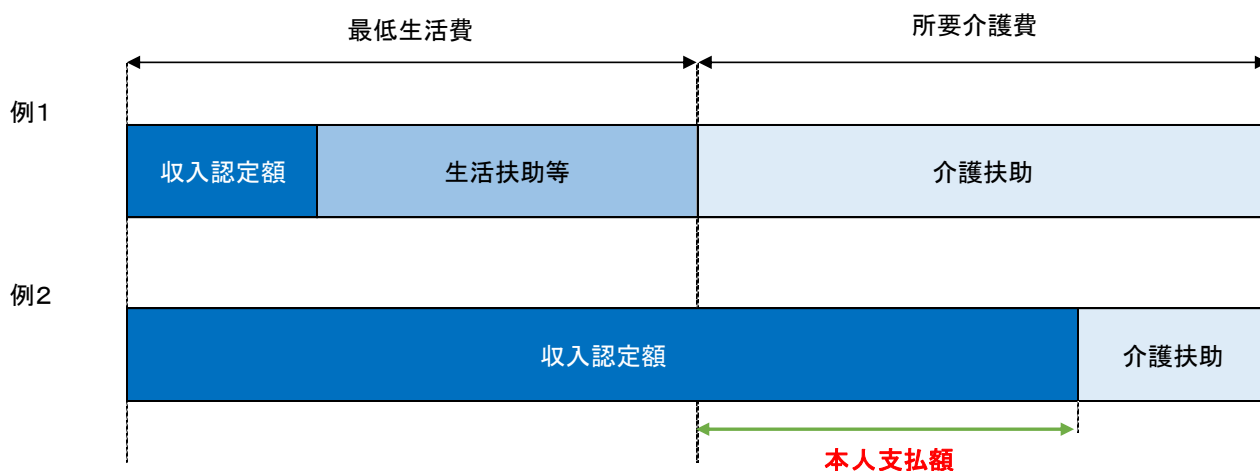 最低生活費
所要介護費
例1
収入認定額
生活扶助等
介護扶助
例2
収入認定額
介護扶助
本人支払額